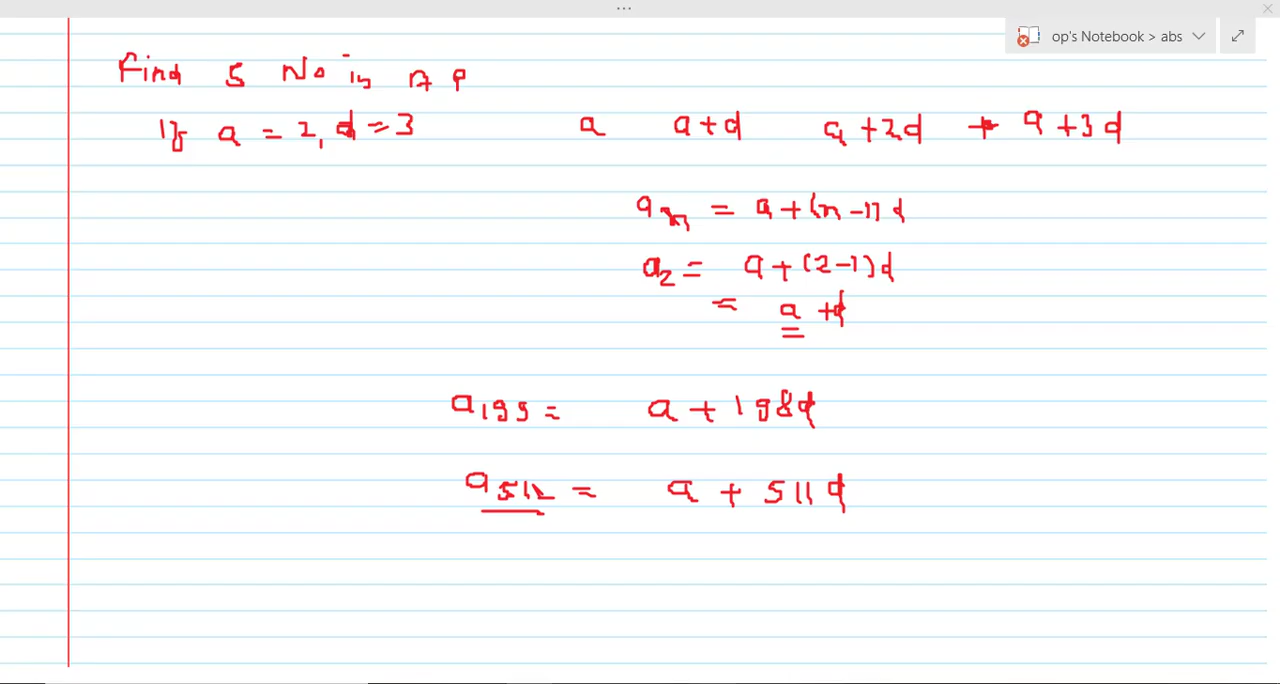 ...
op's Notebook > abs
Find 5 No in A P
If a = 2, d = 3
a a + d a + 2d + a + 3d
aₙ = a + (n - 1) d
a₂ = a + (2 - 1) d
= a + d
a₁₉₉ = a + 198d
a₅₁₂ = a + 511d